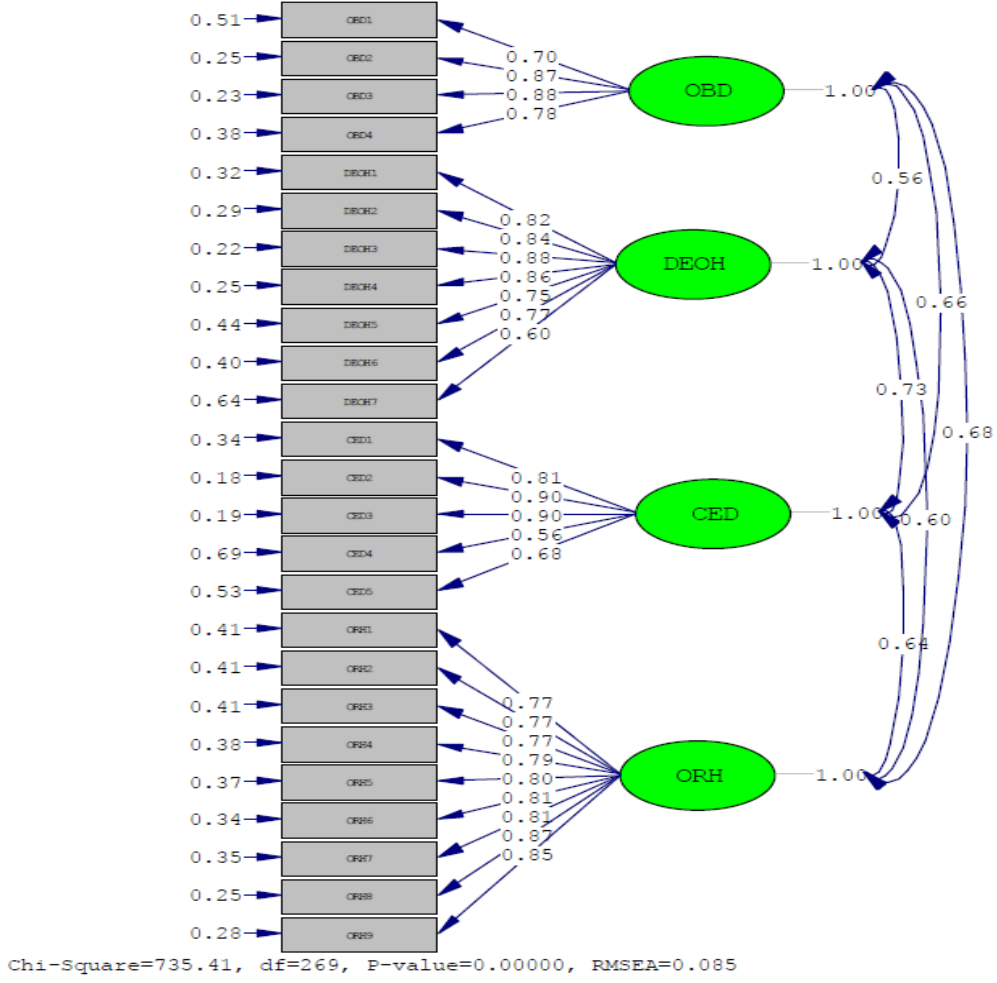 0.51 OBD1
0.25 OBD2
0.23 OBD3
0.38 OBD4
0.32 DEOH1
0.29 DEOH2
0.22 DEOH3
0.25 DEOH4
0.44 DEOH5
0.40 DEOH6
0.64 DEOH7
0.34 CED1
0.18 CED2
0.19 CED3
0.69 CED4
0.53 CED5
0.41 ORH1
0.41 ORH2
0.41 ORH3
0.38 ORH4
0.37 ORH5
0.34 ORH6
0.35 ORH7
0.25 ORH8
0.28 ORH9
0.70
0.87
0.88
0.78
0.82
0.84
0.88
0.86
0.75
0.77
0.60
0.81
0.90
0.90
0.56
0.68
0.77
0.77
0.77
0.79
0.80
0.81
0.81
0.87
0.85
OBD 1.00
DEOH 1.00
CED 1.00
ORH 1.00
0.56
0.66
0.73
0.68
0.60
0.64
Chi-Square=735.41, df=269, P-value=0.00000, RMSEA=0.085